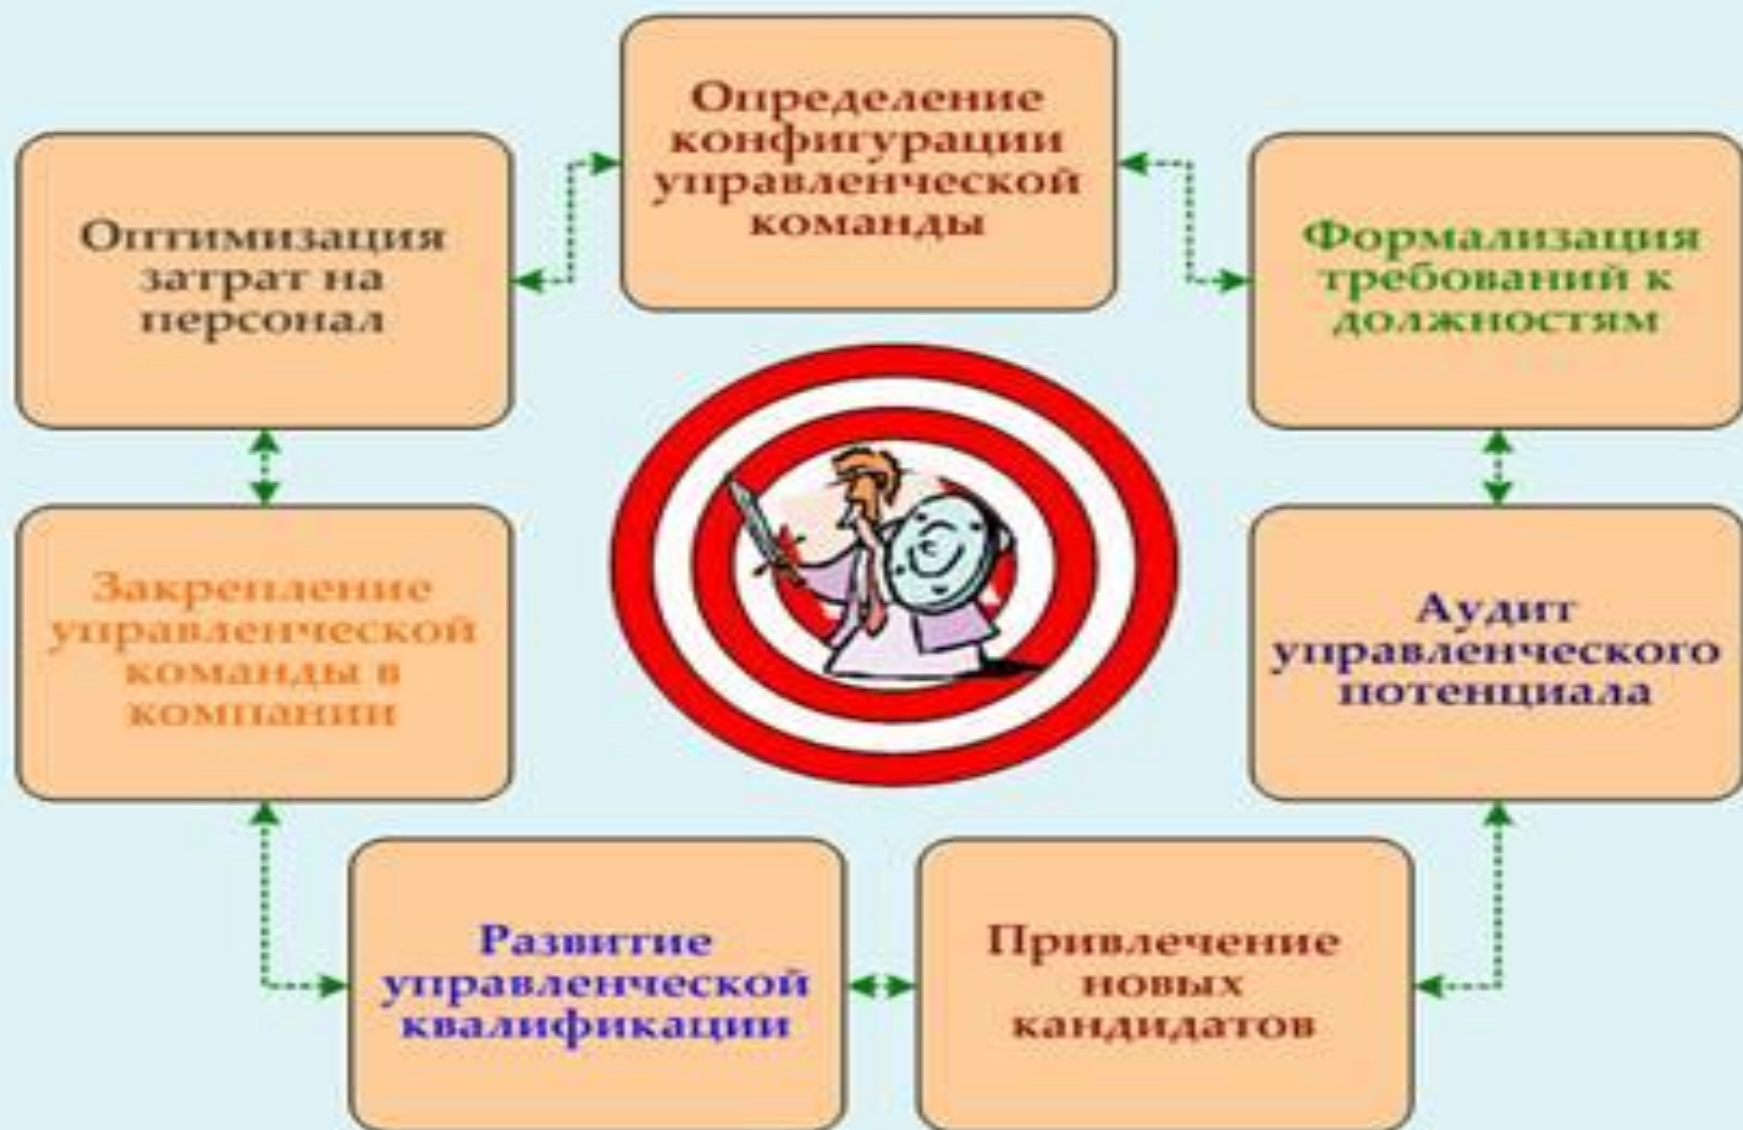 Определение
конфигурации
управленческой
команды
Формализация
требований к
должностям
Аудит
управленческого
потенциала
Привлечение
новых
кандидатов
Развитие
управленческой
квалификации
Закрепление
управленческой
команды в
компании
Оптимизация
затрат на
персонал